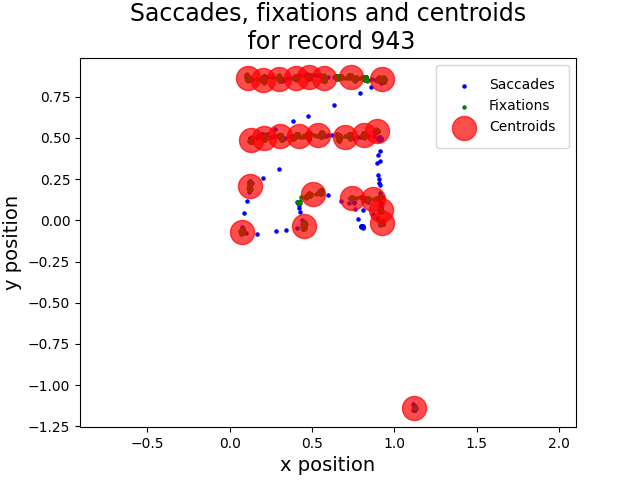 Saccades, fixations and centroids
for record 943
Saccades
Fixations
Centroids
y position
0.75
0.50
0.25
0.00
−0.25
−0.50
−0.75
−1.00
−1.25
−0.5
0.0
0.5
1.0
1.5
2.0
x position